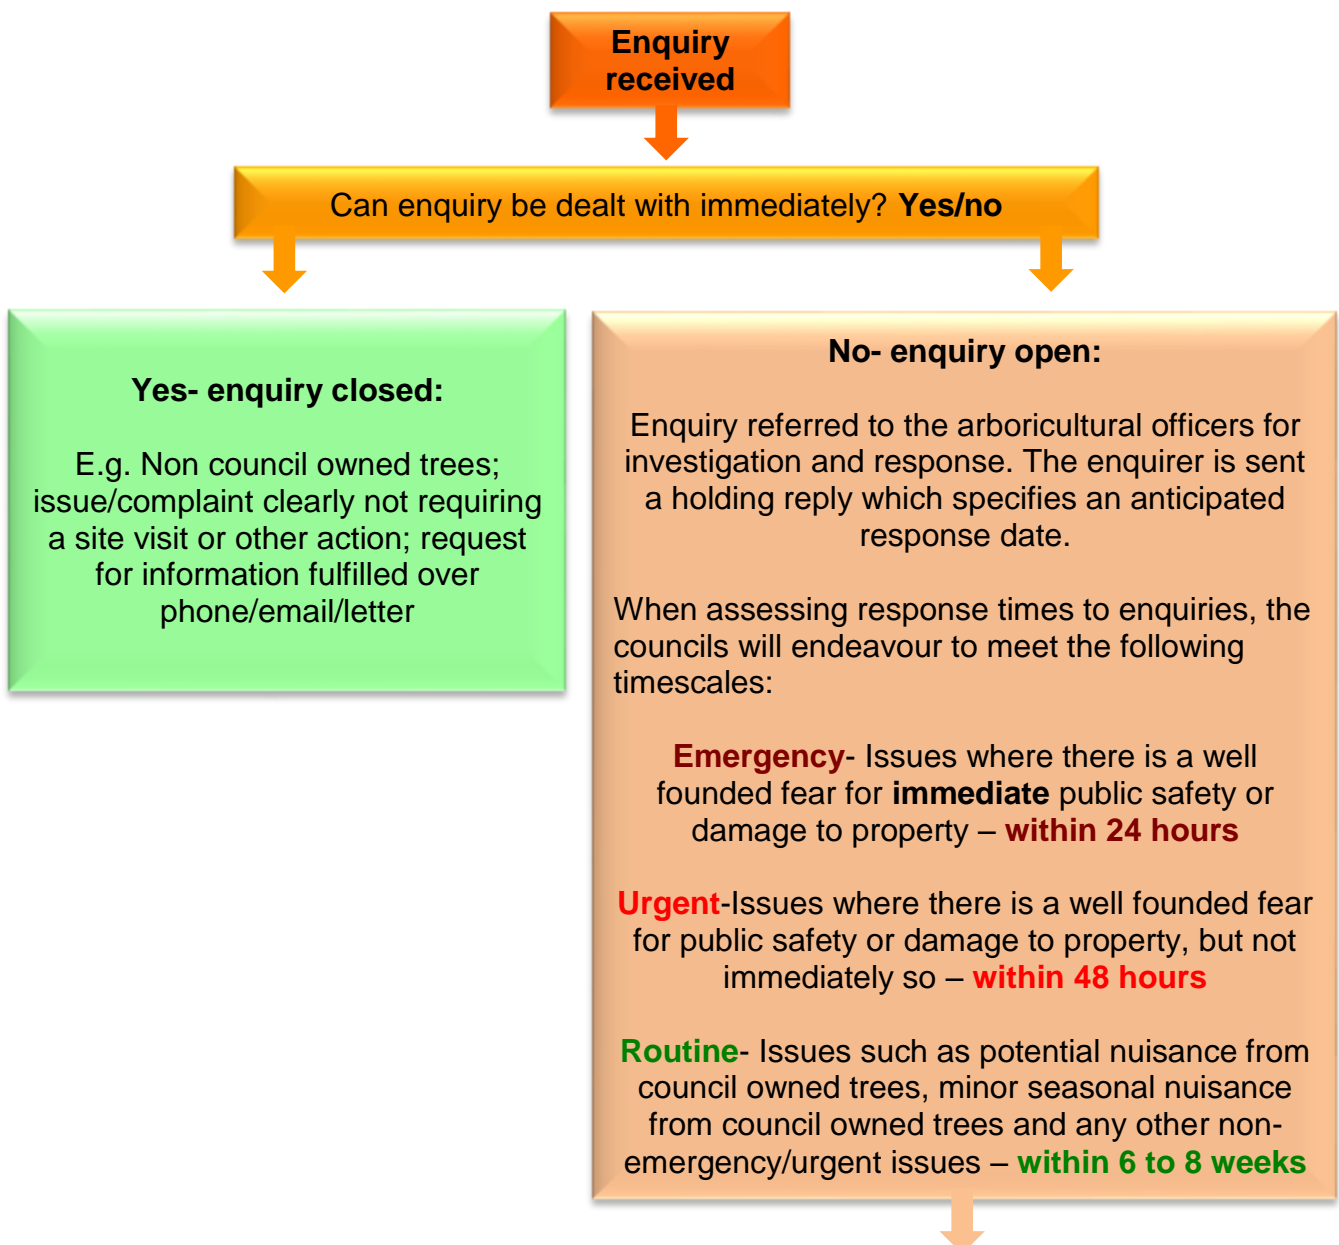 Enquiry
received
Can enquiry be dealt with immediately? Yes/no
Yes- enquiry closed:
E.g. Non council owned trees;
issue/complaint clearly not requiring
a site visit or other action; request
for information fulfilled over
phone/email/letter
No- enquiry open:
Enquiry referred to the arboricultural officers for
investigation and response. The enquirer is sent
a holding reply which specifies an anticipated
response date.
When assessing response times to enquiries, the
councils will endeavour to meet the following
timescales:
Emergency- Issues where there is a well
founded fear for immediate public safety or
damage to property – within 24 hours
Urgent-Issues where there is a well founded fear
for public safety or damage to property, but not
immediately so – within 48 hours
Routine- Issues such as potential nuisance from
council owned trees, minor seasonal nuisance
from council owned trees and any other non-
emergency/urgent issues – within 6 to 8 weeks